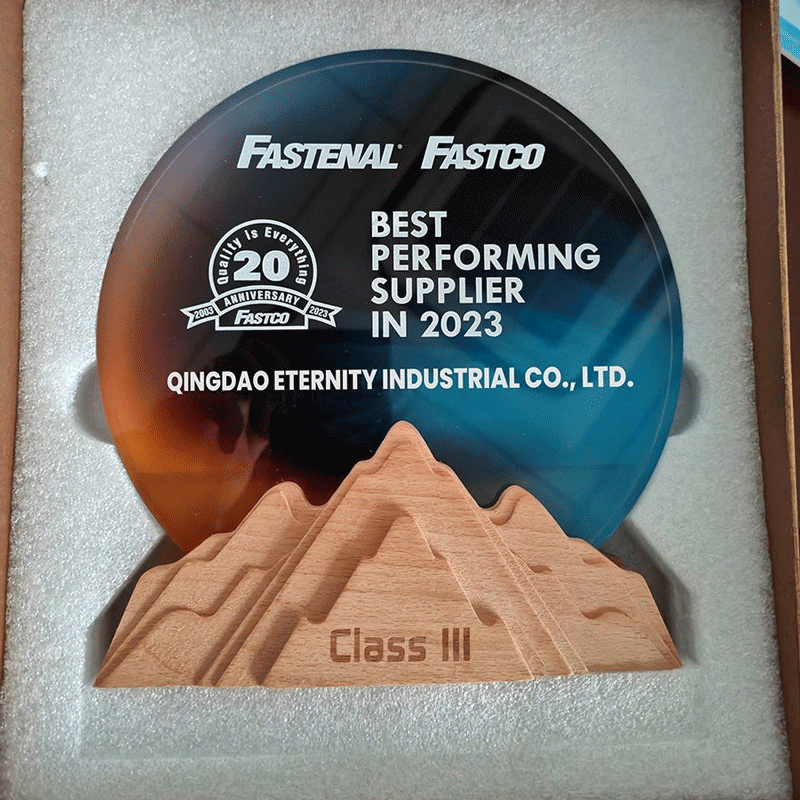 FASTENAL® FASTCO
Quality is Everything
20
ANNIVERSARY
2003
2023
FASTCO
BEST
PERFORMING
SUPPLIER
IN 2023
QINGDAO ETERNITY INDUSTRIAL CO., LTD.
Class III